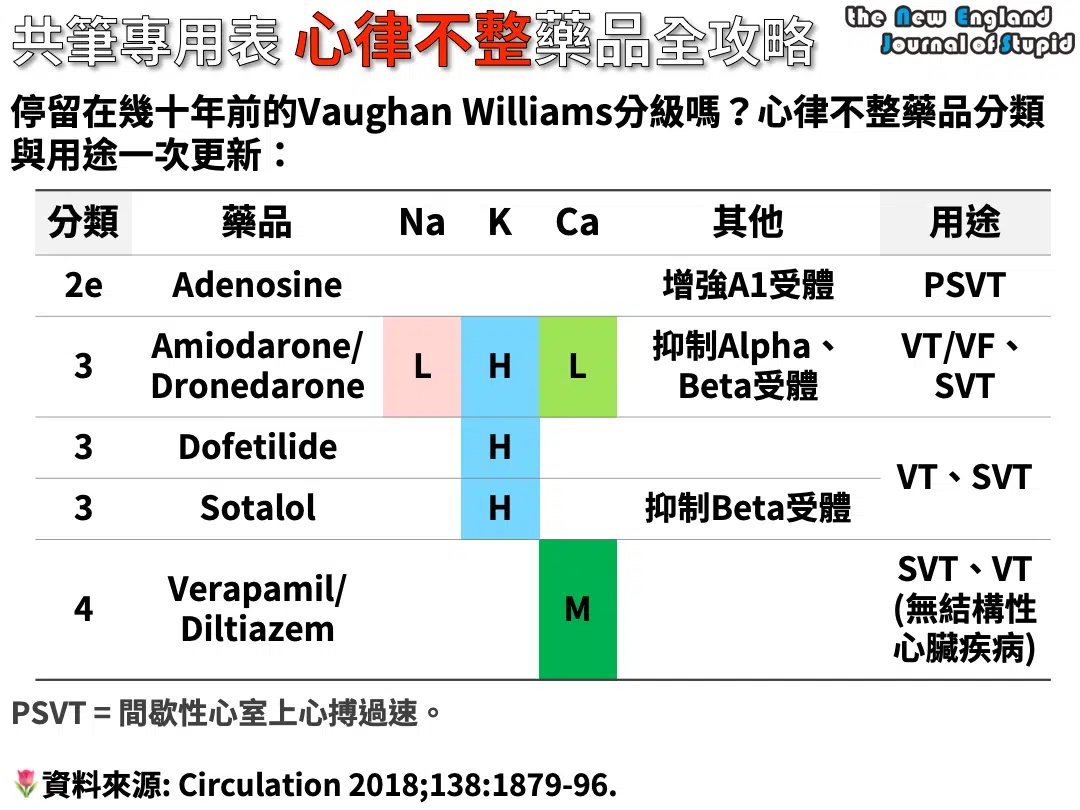 共筆專用表 心律不整藥品全攻略
the New England
Journal of Stupid
停留在幾十年前的Vaughan Williams分級嗎？心律不整藥品分類
與用途一次更新：
分類 藥品 Na K Ca 其他 用途
2e Adenosine 增強A1受體 PSVT
3 Amiodarone/
Dronedarone L H L 抑制Alpha、
Beta受體 VT/VF、
SVT
3 Dofetilide H
3 Sotalol H 抑制Beta受體
VT、SVT
4 Verapamil/
Diltiazem M SVT、VT
(無結構性
心臟疾病)
PSVT = 間歇性心室上心搏過速。
資料來源: Circulation 2018;138:1879-96.